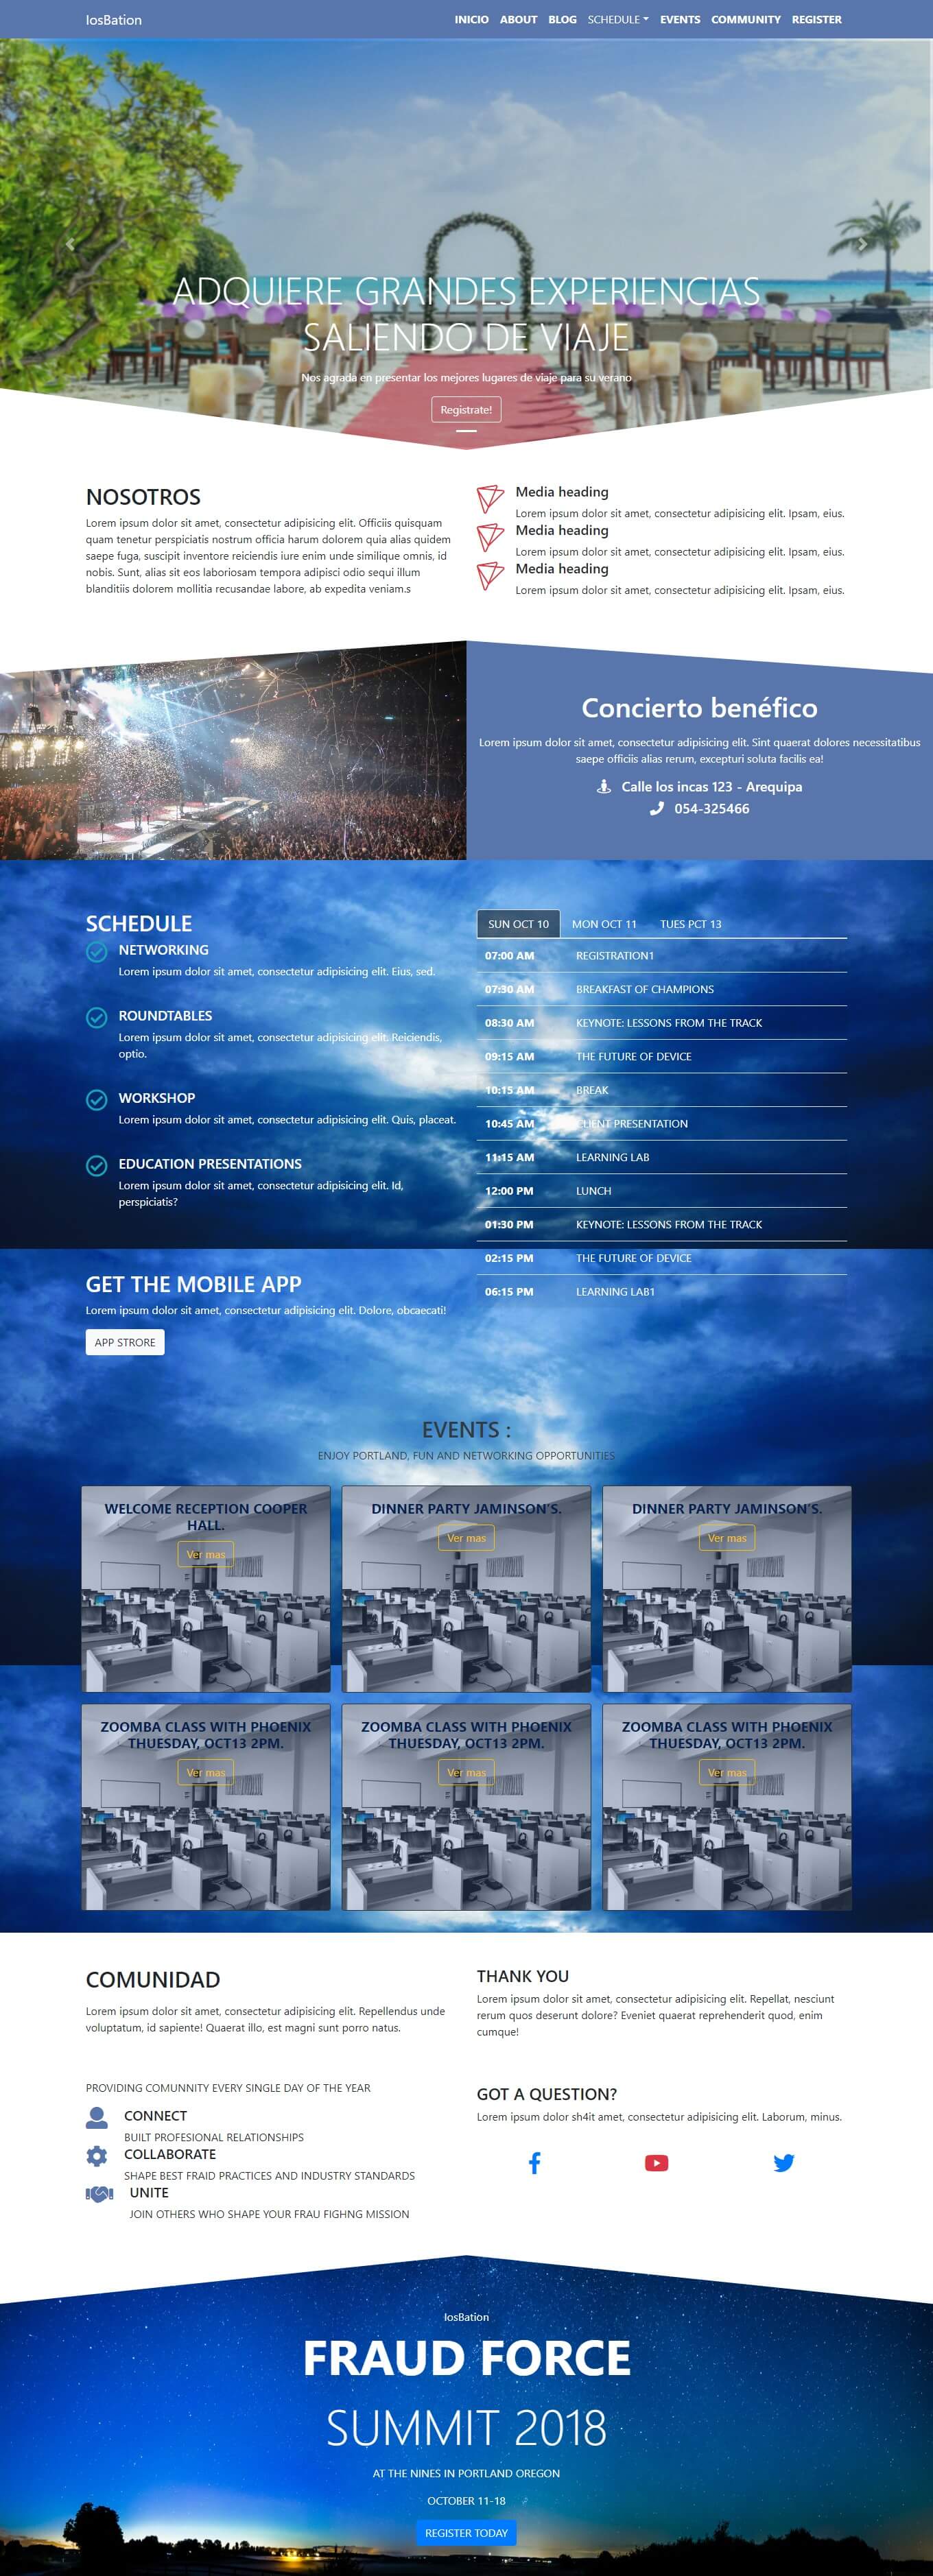 IosBation
INICIO ABOUT BLOG SCHEDULE EVENTS COMMUNITY REGISTER
ADQUIERE GRANDES EXPERIENCIAS
SALIENDO DE VIAJE
Nos agrada en presentar los mejores lugares de viaje para su verano
Registrate!
NOSOTROS
Lorem ipsum dolor sit amet, consectetur adipisicing elit. Officiis quisquam
quam tenetur perspiciatis nostrum officia harum dolorem quia alias quidem
saepe fuga, suscipit inventore reiciendis iure enim unde similique omnis, id
nobis. Sunt, alias sit eos laboriosam tempora adipisci odio sequi illum
blanditiis dolorem mollitia recusandae labore, ab expedita veniam.s
Media heading
Lorem ipsum dolor sit amet, consectetur adipisicing elit. Ipsam, eius.
Media heading
Lorem ipsum dolor sit amet, consectetur adipisicing elit. Ipsam, eius.
Media heading
Lorem ipsum dolor sit amet, consectetur adipisicing elit. Ipsam, eius.
Concierto benéfico
Lorem ipsum dolor sit amet, consectetur adipisicing elit. Sint quaerat dolores necessitatibus
saepe officiis alias rerum, excepturi soluta facilis ea!
Calle los incas 123 - Arequipa
054-325466
SCHEDULE
NETWORKING
Lorem ipsum dolor sit amet, consectetur adipisicing elit. Eius, sed.
ROUNDTABLES
Lorem ipsum dolor sit amet, consectetur adipisicing elit. Reiciendis,
optio.
WORKSHOP
Lorem ipsum dolor sit amet, consectetur adipisicing elit. Quis, placeat.
EDUCATION PRESENTATIONS
Lorem ipsum dolor sit amet, consectetur adipisicing elit. Id,
perspiciatis?
GET THE MOBILE APP
Lorem ipsum dolor sit amet, consectetur adipisicing elit. Dolore, obcaecati!
APP STRORE
SUN OCT 10 MON OCT 11 TUES PCT 13
07:00 AM REGISTRATION1
07:30 AM BREAKFAST OF CHAMPIONS
08:30 AM KEYNOTE: LESSONS FROM THE TRACK
09:15 AM THE FUTURE OF DEVICE
10:15 AM BREAK
10:45 AM CLIENT PRESENTATION
11:15 AM LEARNING LAB
12:00 PM LUNCH
01:30 PM KEYNOTE: LESSONS FROM THE TRACK
02:15 PM THE FUTURE OF DEVICE
06:15 PM LEARNING LAB1
EVENTS :
ENJOY PORTLAND, FUN AND NETWORKING OPPORTUNITIES
WELCOME RECEPTION COOPER
HALL.
Ver mas
DINNER PARTY JAMINSON'S.
Ver mas
DINNER PARTY JAMINSON'S.
Ver mas
ZOOMBA CLASS WITH PHOENIX
THUESDAY, OCT13 2PM.
Ver mas
ZOOMBA CLASS WITH PHOENIX
THUESDAY, OCT13 2PM.
Ver mas
ZOOMBA CLASS WITH PHOENIX
THUESDAY, OCT13 2PM.
Ver mas
COMUNIDAD
Lorem ipsum dolor sit amet, consectetur adipisicing elit. Repellendus unde
voluptatum, id sapiente! Quaerat illo, est magni sunt porro natus.
THANK YOU
Lorem ipsum dolor sit amet, consectetur adipisicing elit. Repellat, nesciunt
rerum quos deserunt dolore? Eveniet quaerat reprehenderit quod, enim
cumque!
PROVIDING COMUNNITY EVERY SINGLE DAY OF THE YEAR
CONNECT
BUILT PROFESIONAL RELATIONSHIPS
COLLABORATE
SHAPE BEST FRAID PRACTICES AND INDUSTRY STANDARDS
UNITE
JOIN OTHERS WHO SHAPE YOUR FRAU FIGHNG MISSION
GOT A QUESTION?
Lorem ipsum dolor sh4it amet, consectetur adipisicing elit. Laborum, minus.
IosBation
FRAUD FORCE
SUMMIT 2018
AT THE NINES IN PORTLAND OREGON
OCTOBER 11-18
REGISTER TODAY